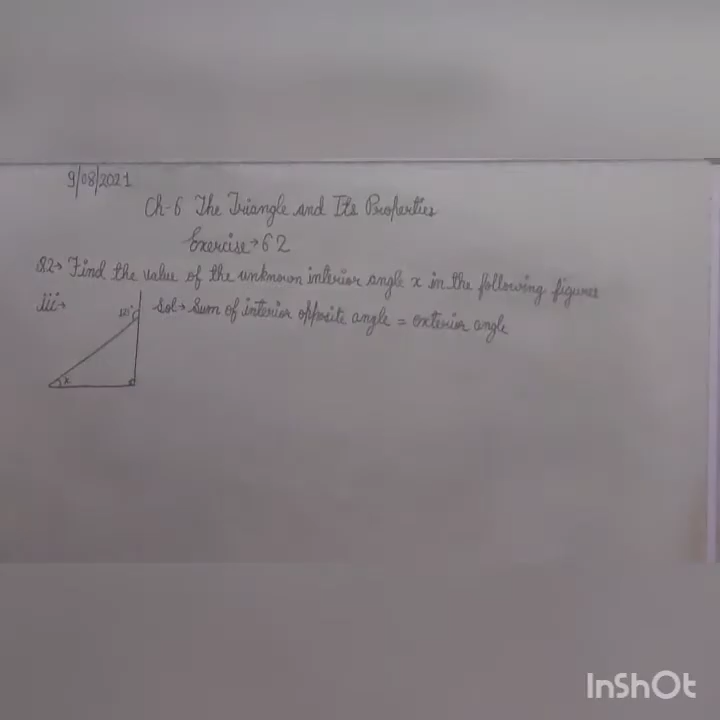 9/08/2021
Ch-6 The Triangle and Its Properties
Exercise→6.2
Q2→ Find the value of the unknown interior angle x in the following figures
iii→
Sol→ Sum of interior opposite angle = exterior angle
x
InShOt